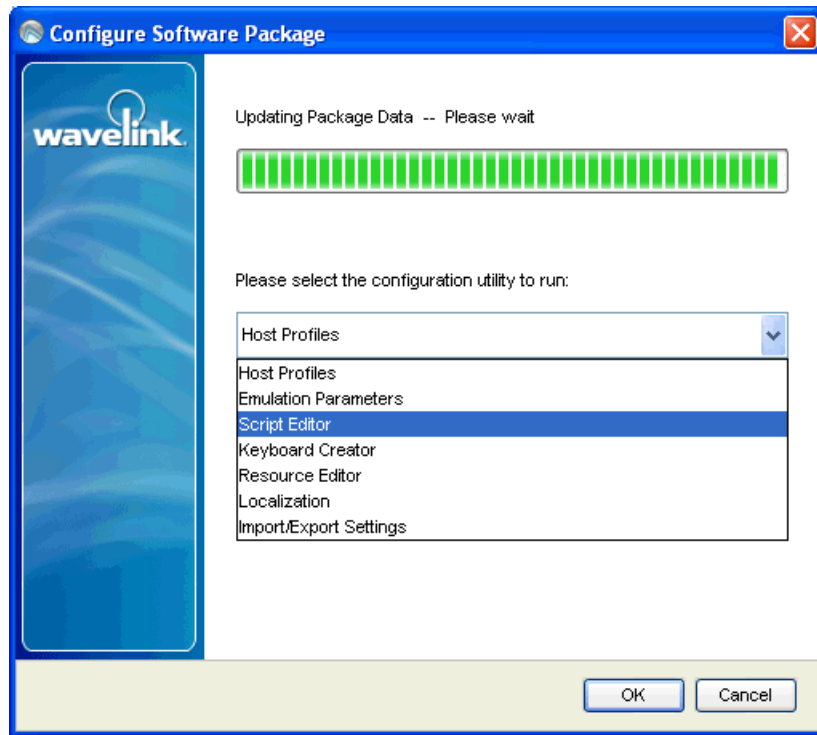 Configure Software Package
wavelink
Updating Package Data -- Please wait
Please select the configuration utility to run:
Host Profiles
Host Profiles
Emulation Parameters
Script Editor
Keyboard Creator
Resource Editor
Localization
Import/Export Settings
OK
Cancel